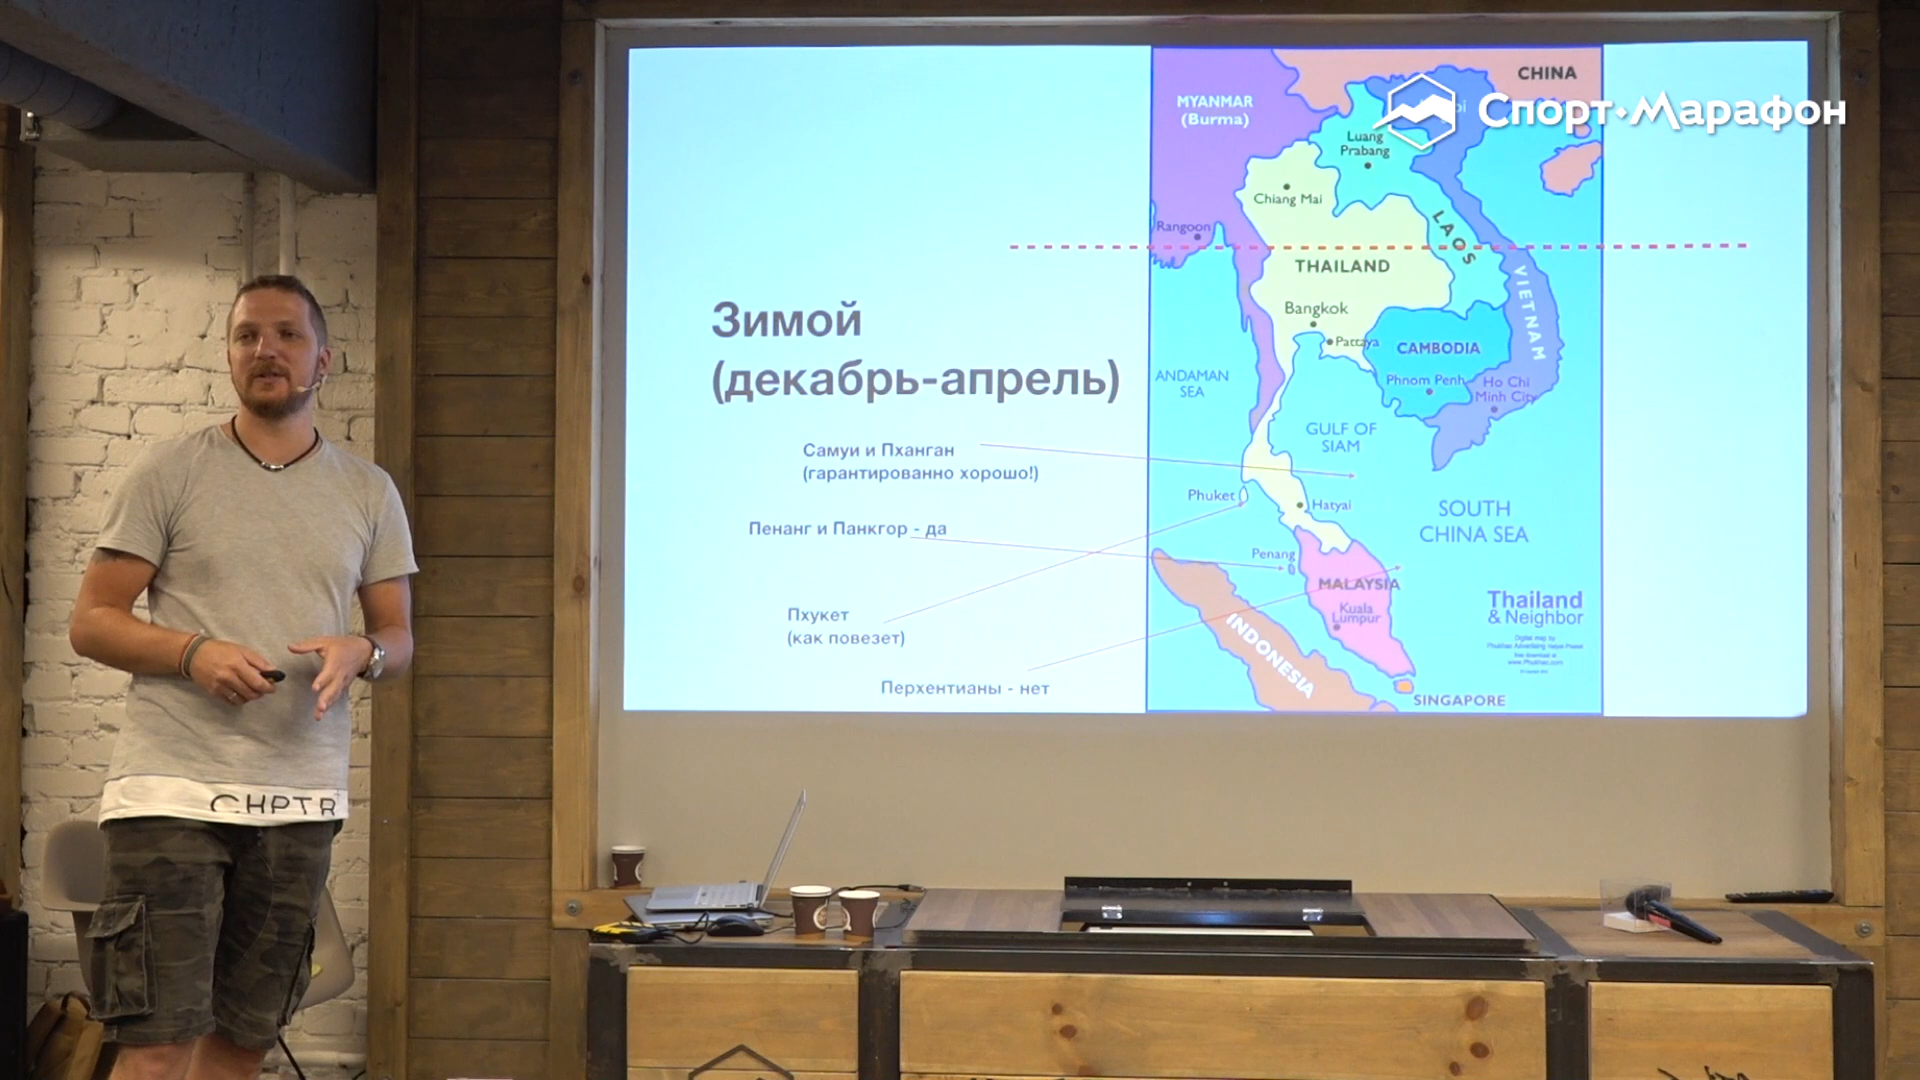 Спорт-Марафон
Зимой
(декабрь-апрель)
Самуи и Пханган
(гарантированно хорошо!)
Пенанг и Панкгор - да
Пхукет
(как повезет)
Перхентианы - нет
CHINA
MYANMAR
(Burma)
Luang
Prabang
Chiang Mai
Rangoon
LAOS
THAILAND
VIETNAM
Bangkok
Pattaya
CAMBODIA
ANDAMAN
SEA
Phnom Penh
Ho Chi
Minh City
GULF OF
SIAM
Phuket
Hatyai
SOUTH
CHINA SEA
Penang
MALAYSIA
Kuala
Lumpur
Thailand
& Neighbor
INDONESIA
SINGAPORE
CHPTR